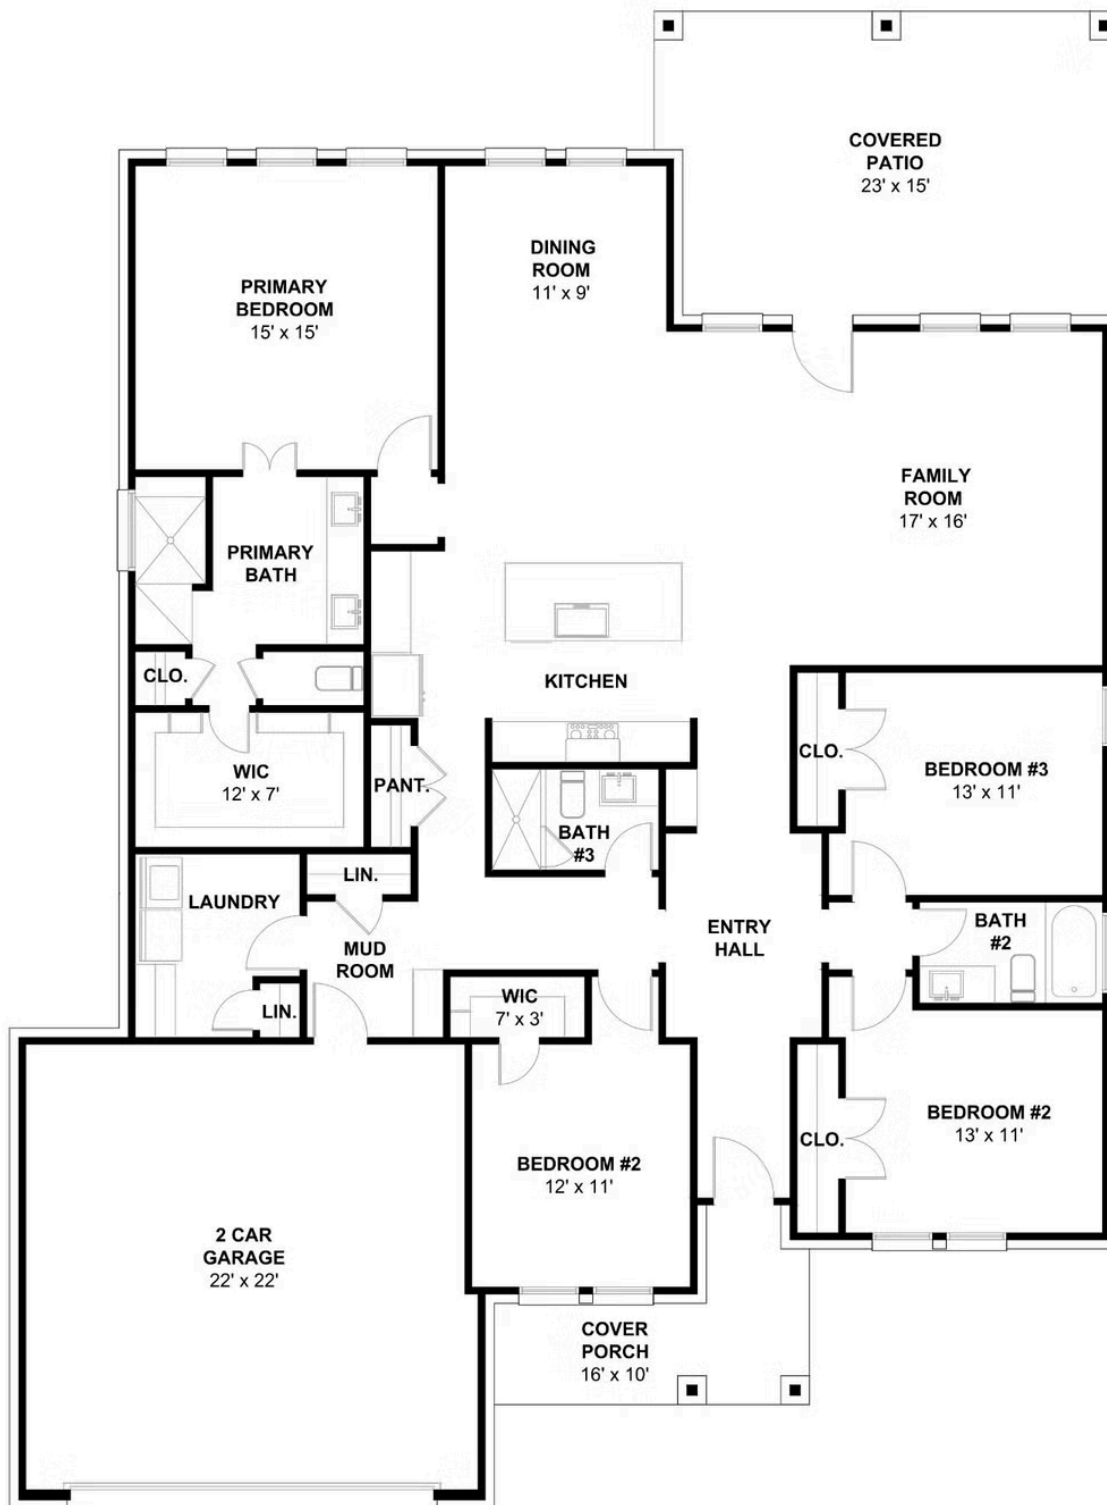 COVERED
PATIO
23' x 15'
DINING
ROOM
11' x 9'
PRIMARY
BEDROOM
15' x 15'
FAMILY
ROOM
17' x 16'
PRIMARY
BATH
CLO.
KITCHEN
WIC
12' x 7'
PANT.
CLO.
BEDROOM #3
13' x 11'
BATH
#3
LIN.
LAUNDRY
MUD
ROOM
ENTRY
HALL
BATH
#2
LIN.
WIC
7' x 3'
CLO.
BEDROOM #2
13' x 11'
BEDROOM #2
12' x 11'
2 CAR
GARAGE
22' x 22'
COVER
PORCH
16' x 10'